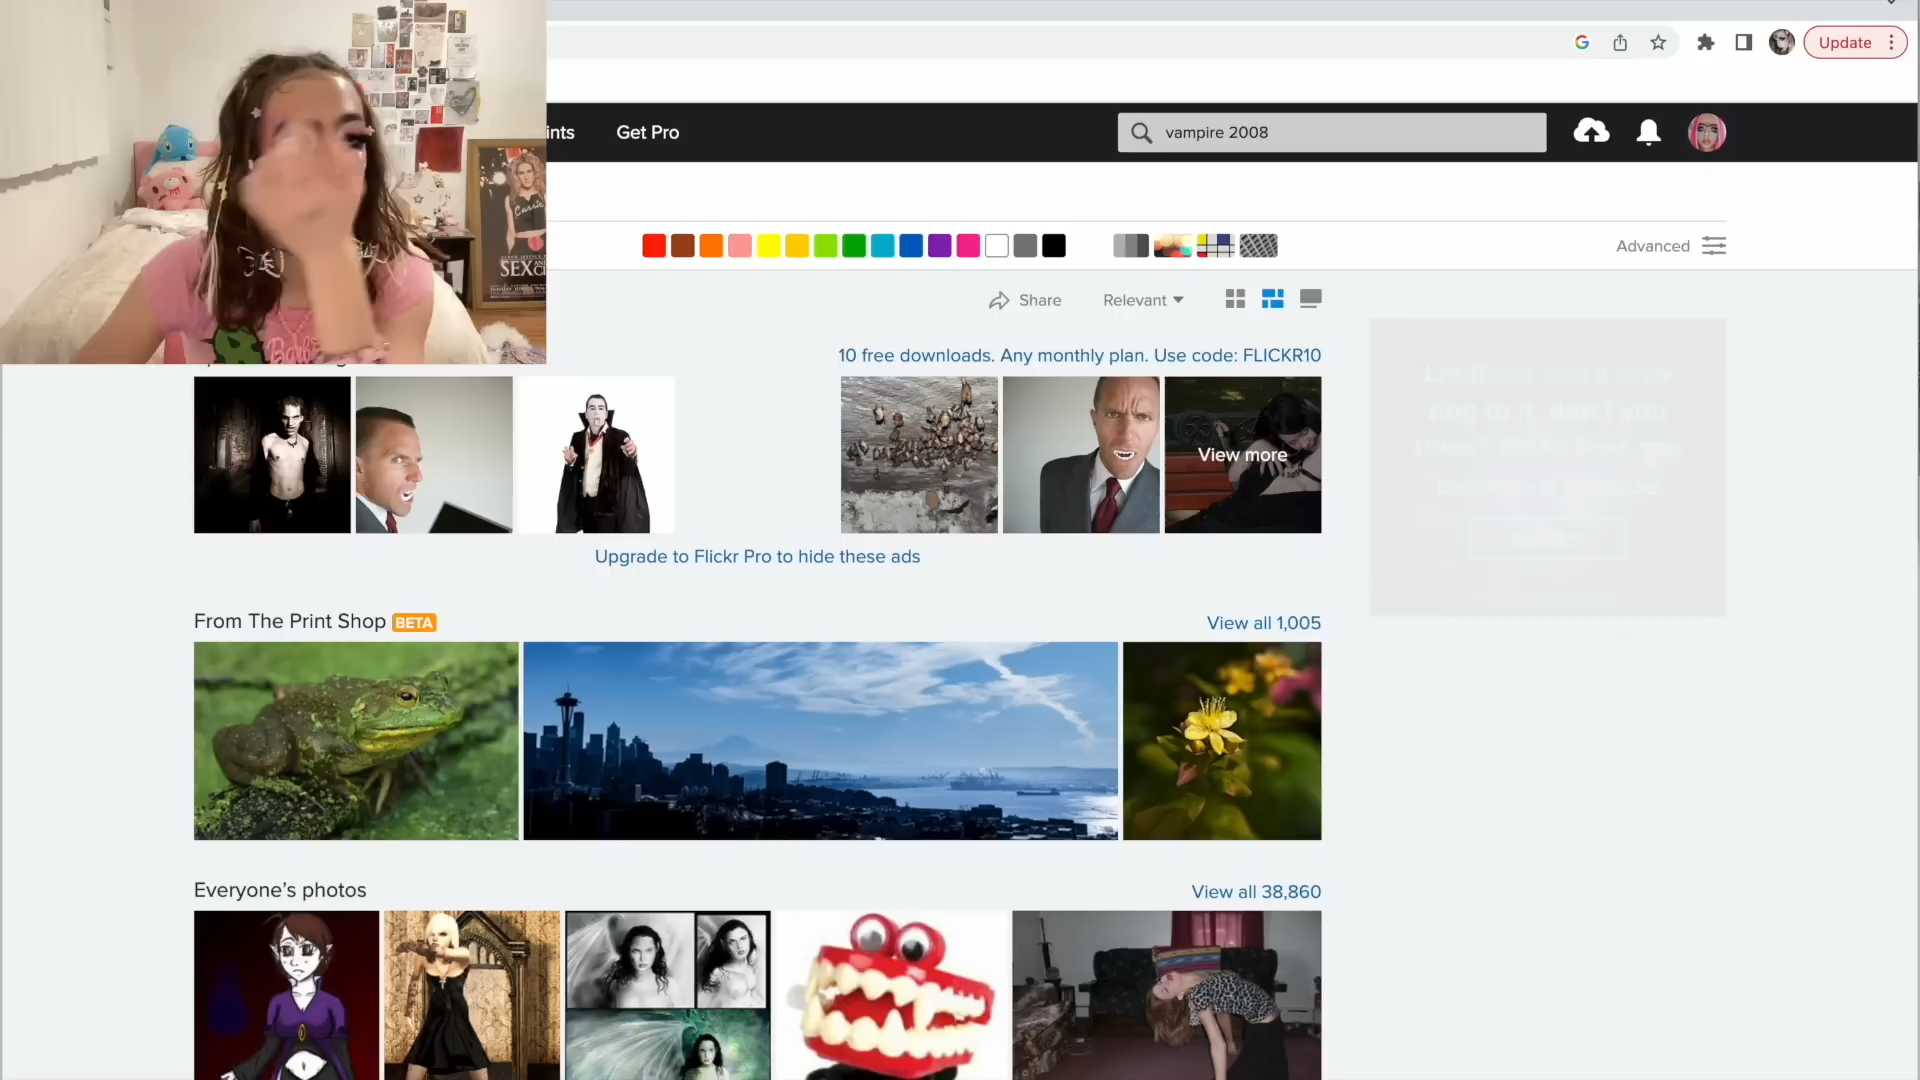 Update
ints
Get Pro
vampire 2008
Advanced
Share
Relevant
10 free downloads. Any monthly plan. Use code: FLICKR10
View more
Upgrade to Flickr Pro to hide these ads
From The Print Shop BETA
View all 1,005
Everyone's photos
View all 38,860
Carrie
SEX
Barbie